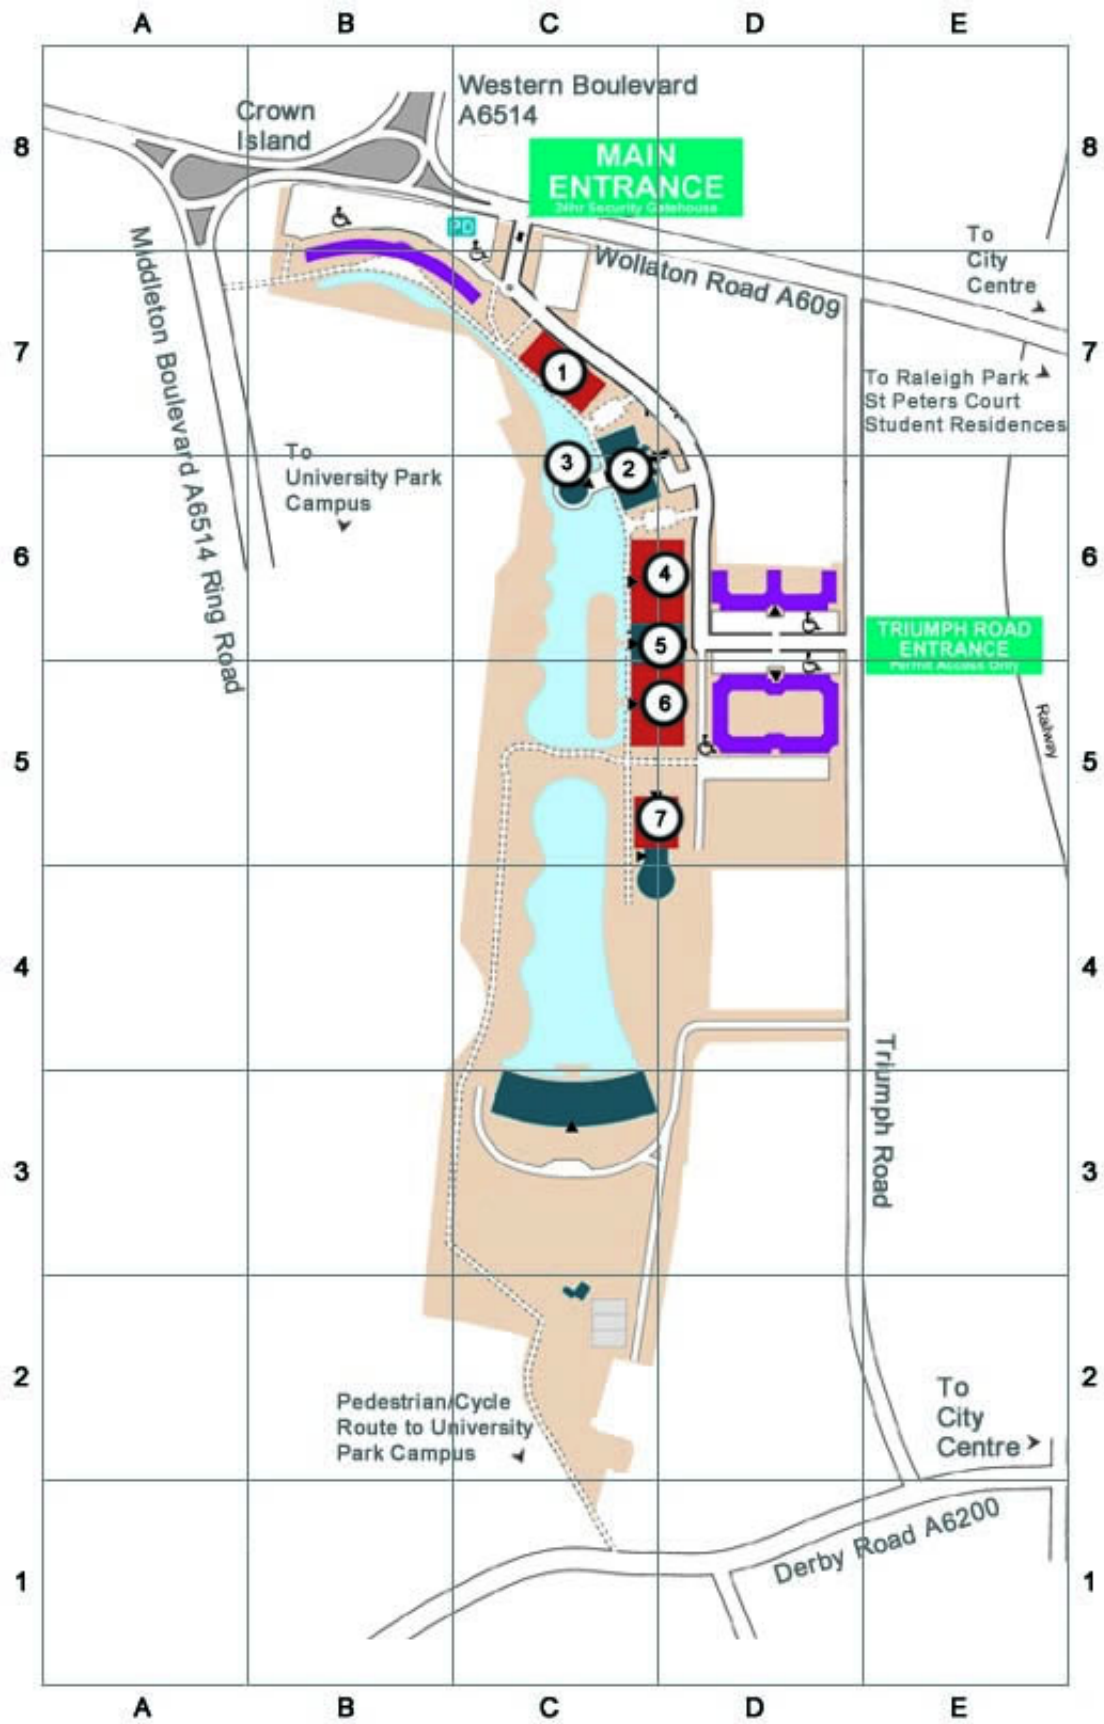 A B C D E
Western Boulevard
A6514
Crown
Island
8 8
MAIN
ENTRANCE
24hr Security Gatehouse
PD
To
City
Centre
Wollaton Road A609
Middleton Boulevard A6514 Ring Road
7 7
1
To Raleigh Park
St Peters Court
Student Residences
To
University Park
Campus
3
2
6 6
4
TRIUMPH ROAD
ENTRANCE
Permit Access Only
5
6
Railway
5 5
7
4 4
Triumph Road
3 3
2 2
Pedestrian/Cycle
Route to University
Park Campus
To
City
Centre
Derby Road A6200
1 1
A B C D E